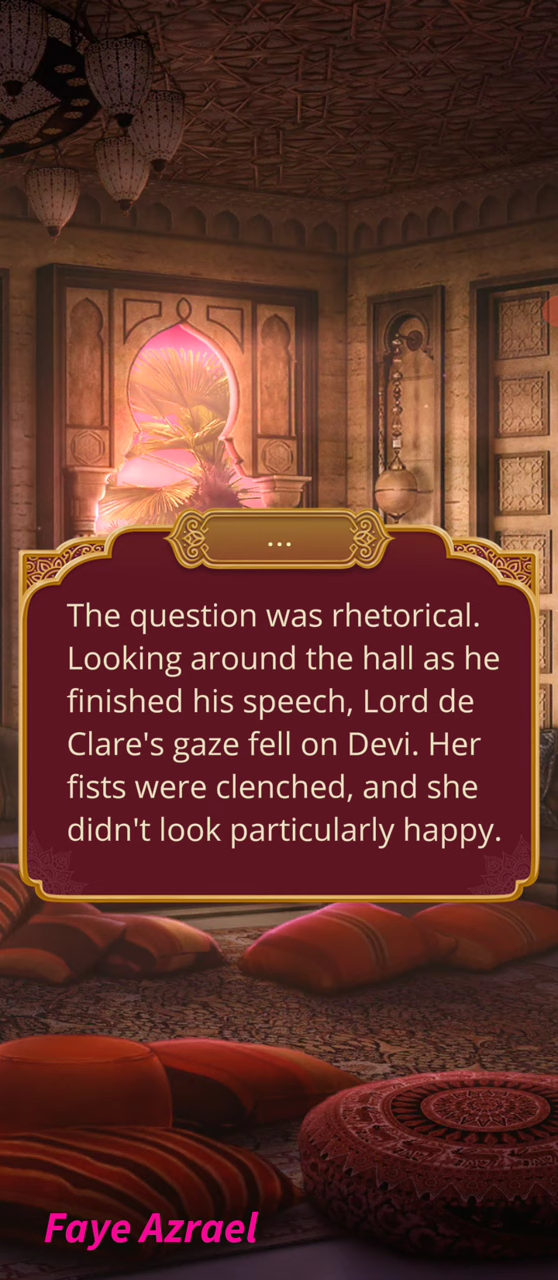 ...
The question was rhetorical.
Looking around the hall as he
finished his speech, Lord de
Clare's gaze fell on Devi. Her
fists were clenched, and she
didn't look particularly happy.
Faye Azrael